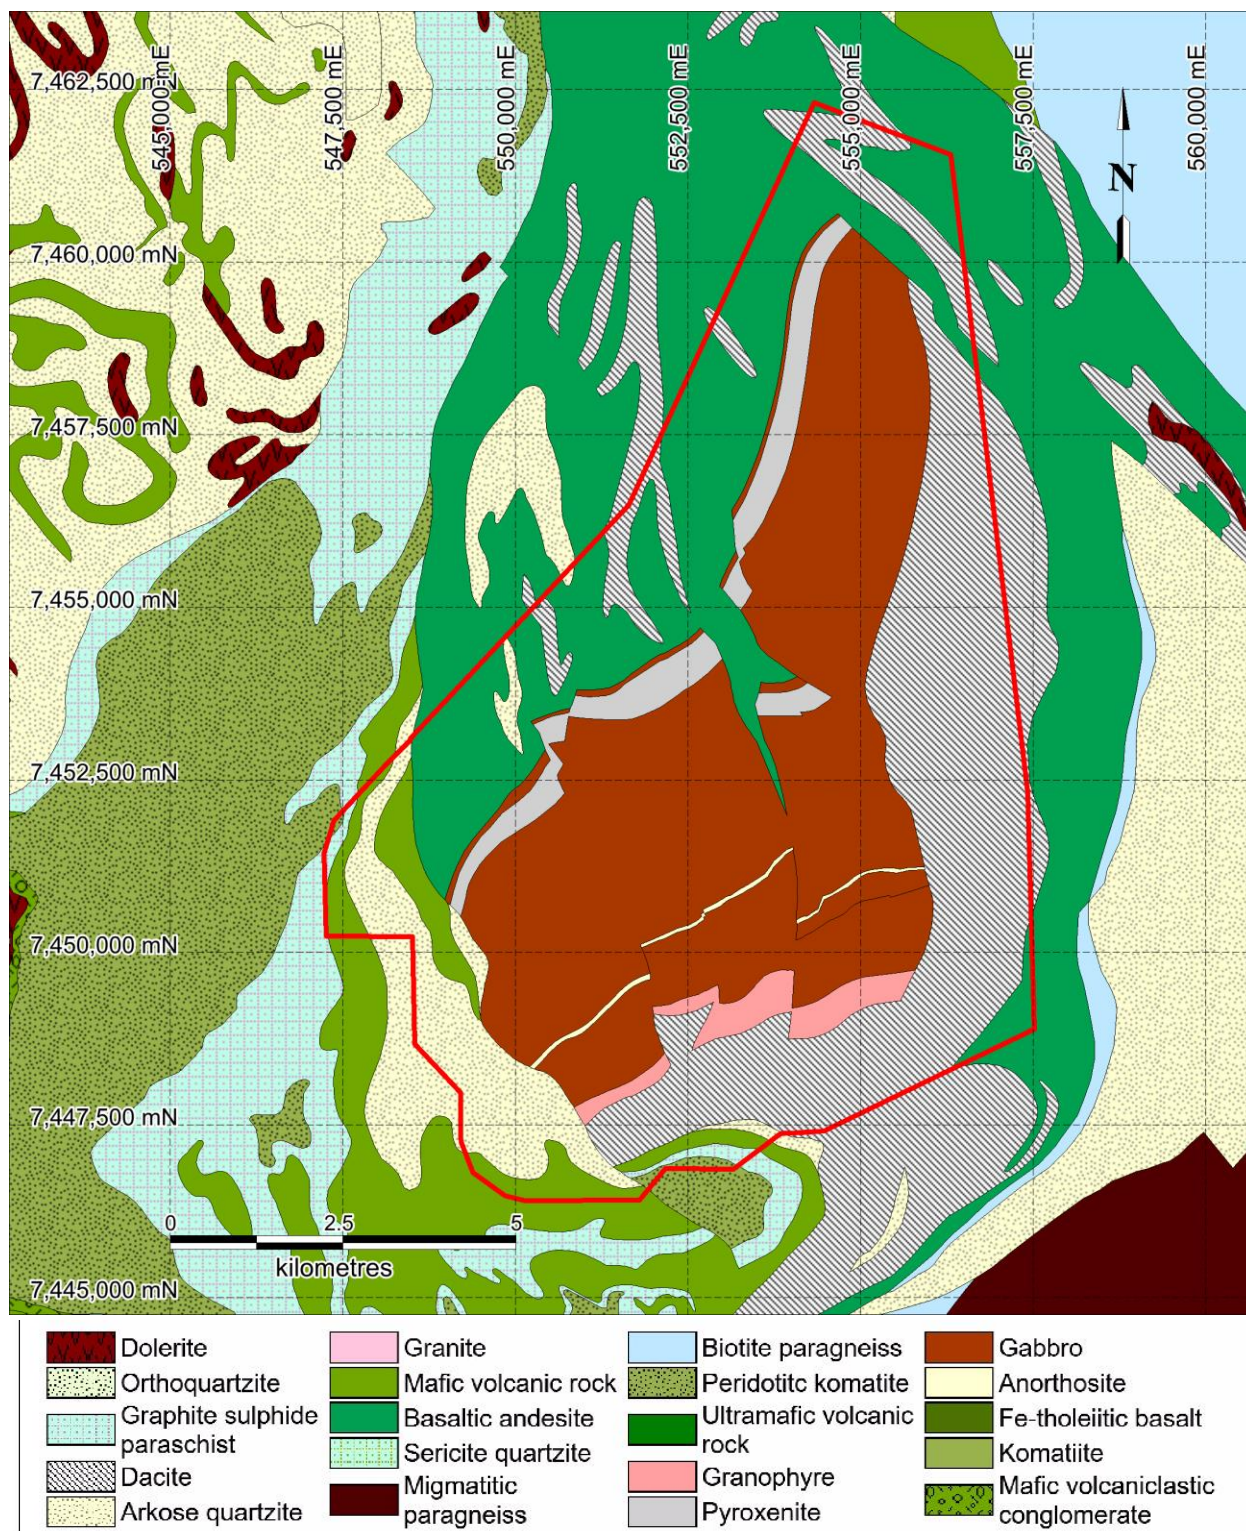 545,000 mE
547,500 mE
550,000 mE
552,500 mE
555,000 mE
557,500 mE
560,000 mE
7,462,500 mN
N
7,460,000 mN
7,457,500 mN
7,455,000 mN
7,452,500 mN
7,450,000 mN
7,447,500 mN
0 2.5 5
kilometres
7,445,000 mN
Dolerite
Orthoquartzite
Graphite sulphide
paraschist
Dacite
Arkose quartzite
Granite
Mafic volcanic rock
Basaltic andesite
Sericite quartzite
Migmatitic
paragneiss
Biotite paragneiss
Peridotitc komatite
Ultramafic volcanic
rock
Granophyre
Pyroxenite
Gabbro
Anorthosite
Fe-tholeiitic basalt
Komatiite
Mafic volcaniclastic
conglomerate